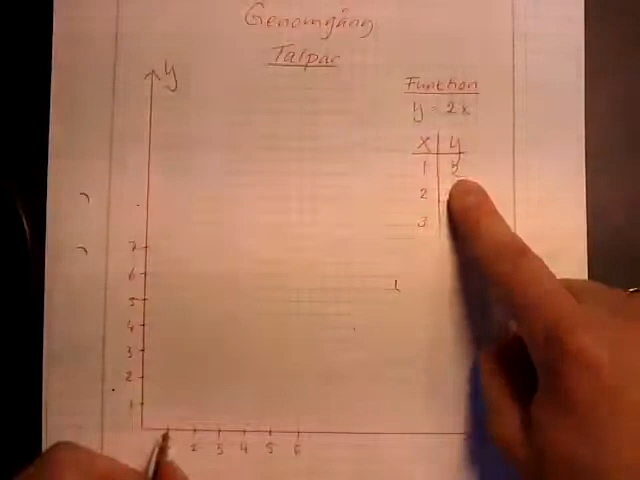 Genomgång
Talpar
y
Function
y = 2x
x y
1 2
2
3
7
6
5
4
3
2
1
2 3 4 5 6